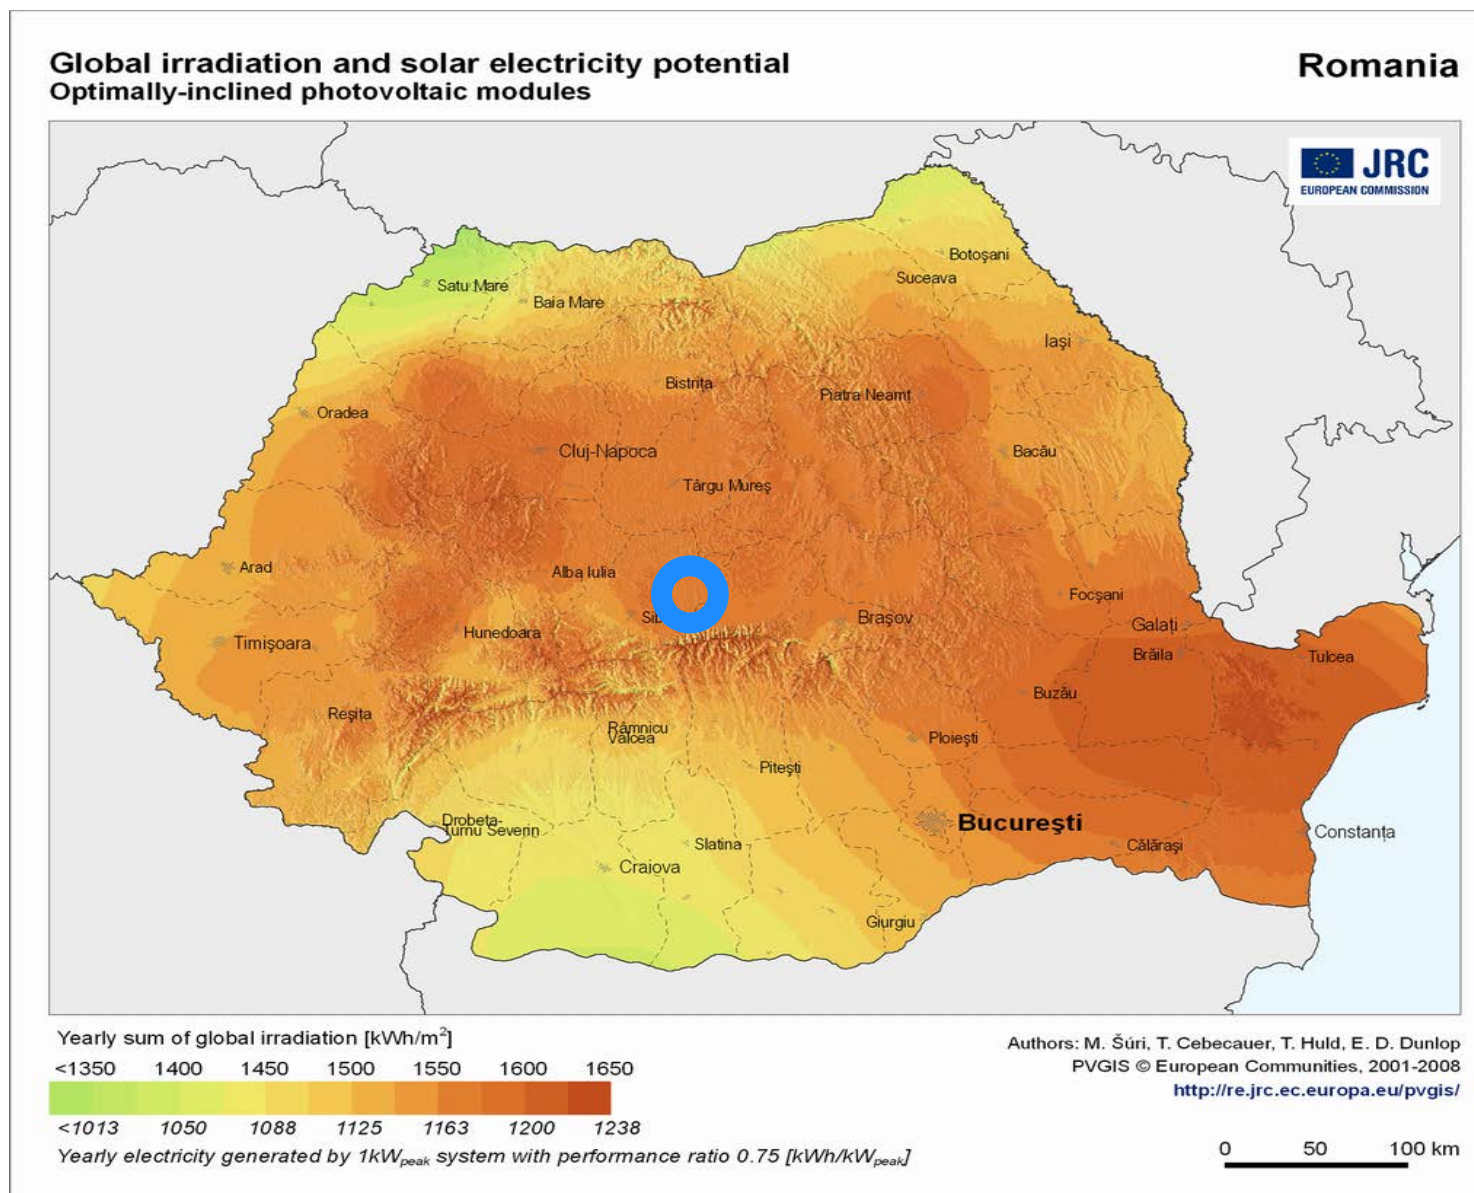 Global irradiation and solar electricity potential
Optimally-inclined photovoltaic modules
Romania
JRC
EUROPEAN COMMISSION
Botoşani
Suceava
Satu Mare
Baia Mare
Iaşi
Bistriţa
Piatra Neamţ
Oradea
Cluj-Napoca
Bacău
Târgu Mureş
Arad
Alba Iulia
Focşani
Braşov
Galaţi
Hunedoara
Timişoara
Brăila
Tulcea
Buzău
Reşiţa
Râmnicu
Vâlcea
Ploieşti
Piteşti
Bucureşti
Drobeta-
Turnu Severin
Constanţa
Slatina
Călăraşi
Craiova
Giurgiu
Yearly sum of global irradiation [kWh/m²]
<1350 1400 1450 1500 1550 1600 1650
<1013 1050 1088 1125 1163 1200 1238
Yearly electricity generated by 1kWpeak system with performance ratio 0.75 [kWh/kWpeak]
Authors: M. Šúri, T. Cebecauer, T. Huld, E. D. Dunlop
PVGIS © European Communities, 2001-2008
http://re.jrc.ec.europa.eu/pvgis/
0 50 100 km